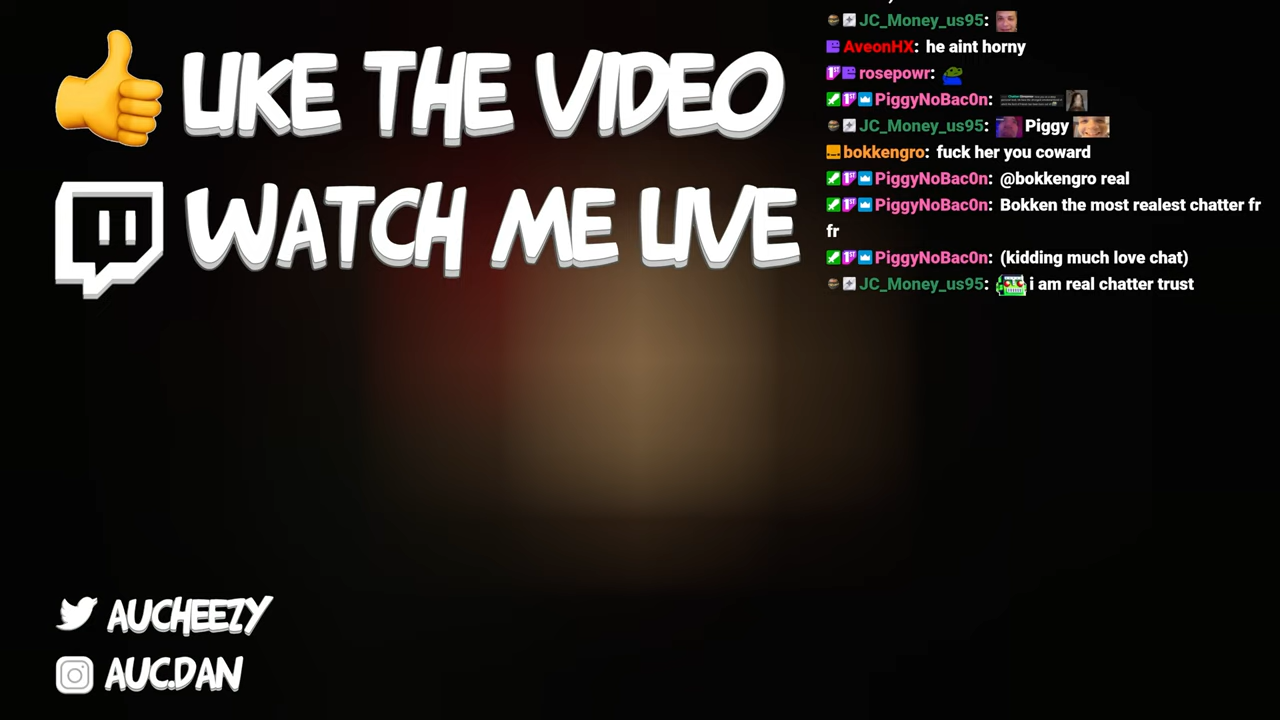 LIKE THE VIDEO
WATCH ME LIVE
JC_Money_us95:
AveonHX: he aint horny
rosepowr:
PiggyNoBac0n:
JC_Money_us95: Piggy
bokkengro: fuck her you coward
PiggyNoBac0n: @bokkengro real
PiggyNoBac0n: Bokken the most realest chatter fr
fr
PiggyNoBac0n: (kidding much love chat)
JC_Money_us95: i am real chatter trust
AUCHEEZY
AUC.DAN